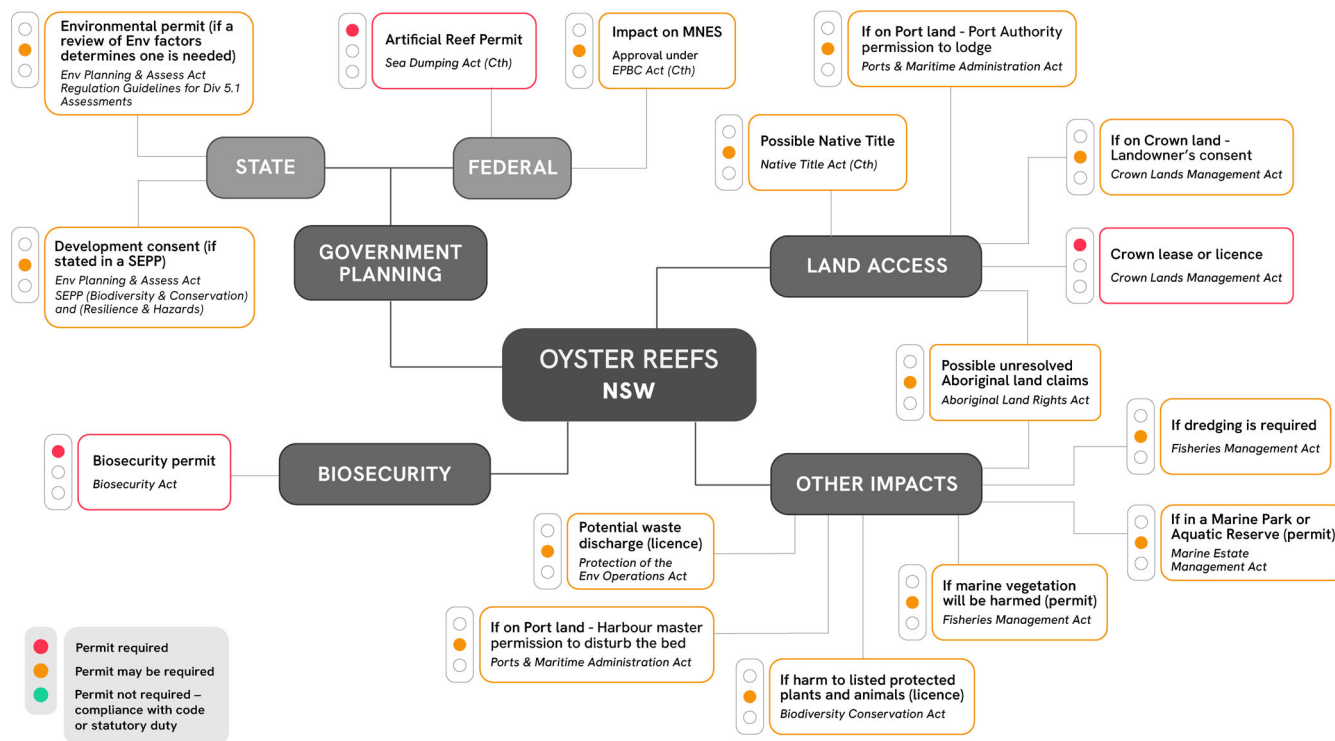 Environmental permit (if
a review of Env factors
determines one is needed)
Env Planning & Assess Act
Regulation Guidelines for Div 5.1
Assessments
Artificial Reef Permit
Sea Dumping Act (Cth)
Impact on MNES
Approval under
EPBC Act (Cth)
If on Port land - Port Authority
permission to lodge
Ports & Maritime Administration Act
Possible Native Title
Native Title Act (Cth)
If on Crown land -
Landowner's consent
Crown Lands Management Act
STATE
FEDERAL
Development consent (if
stated in a SEPP)
Env Planning & Assess Act
SEPP (Biodiversity & Conservation)
and (Resilience & Hazards)
GOVERNMENT
PLANNING
LAND ACCESS
Crown lease or licence
Crown Lands Management Act
OYSTER REEFS
NSW
Possible unresolved
Aboriginal land claims
Aboriginal Land Rights Act
If dredging is required
Fisheries Management Act
Biosecurity permit
Biosecurity Act
BIOSECURITY
OTHER IMPACTS
Potential waste
discharge (licence)
Protection of the
Env Operations Act
If in a Marine Park or
Aquatic Reserve (permit)
Marine Estate
Management Act
If marine vegetation
will be harmed (permit)
Fisheries Management Act
If on Port land - Harbour master
permission to disturb the bed
Ports & Maritime Administration Act
If harm to listed protected
plants and animals (licence)
Biodiversity Conservation Act
Permit required
Permit may be required
Permit not required –
compliance with code
or statutory duty